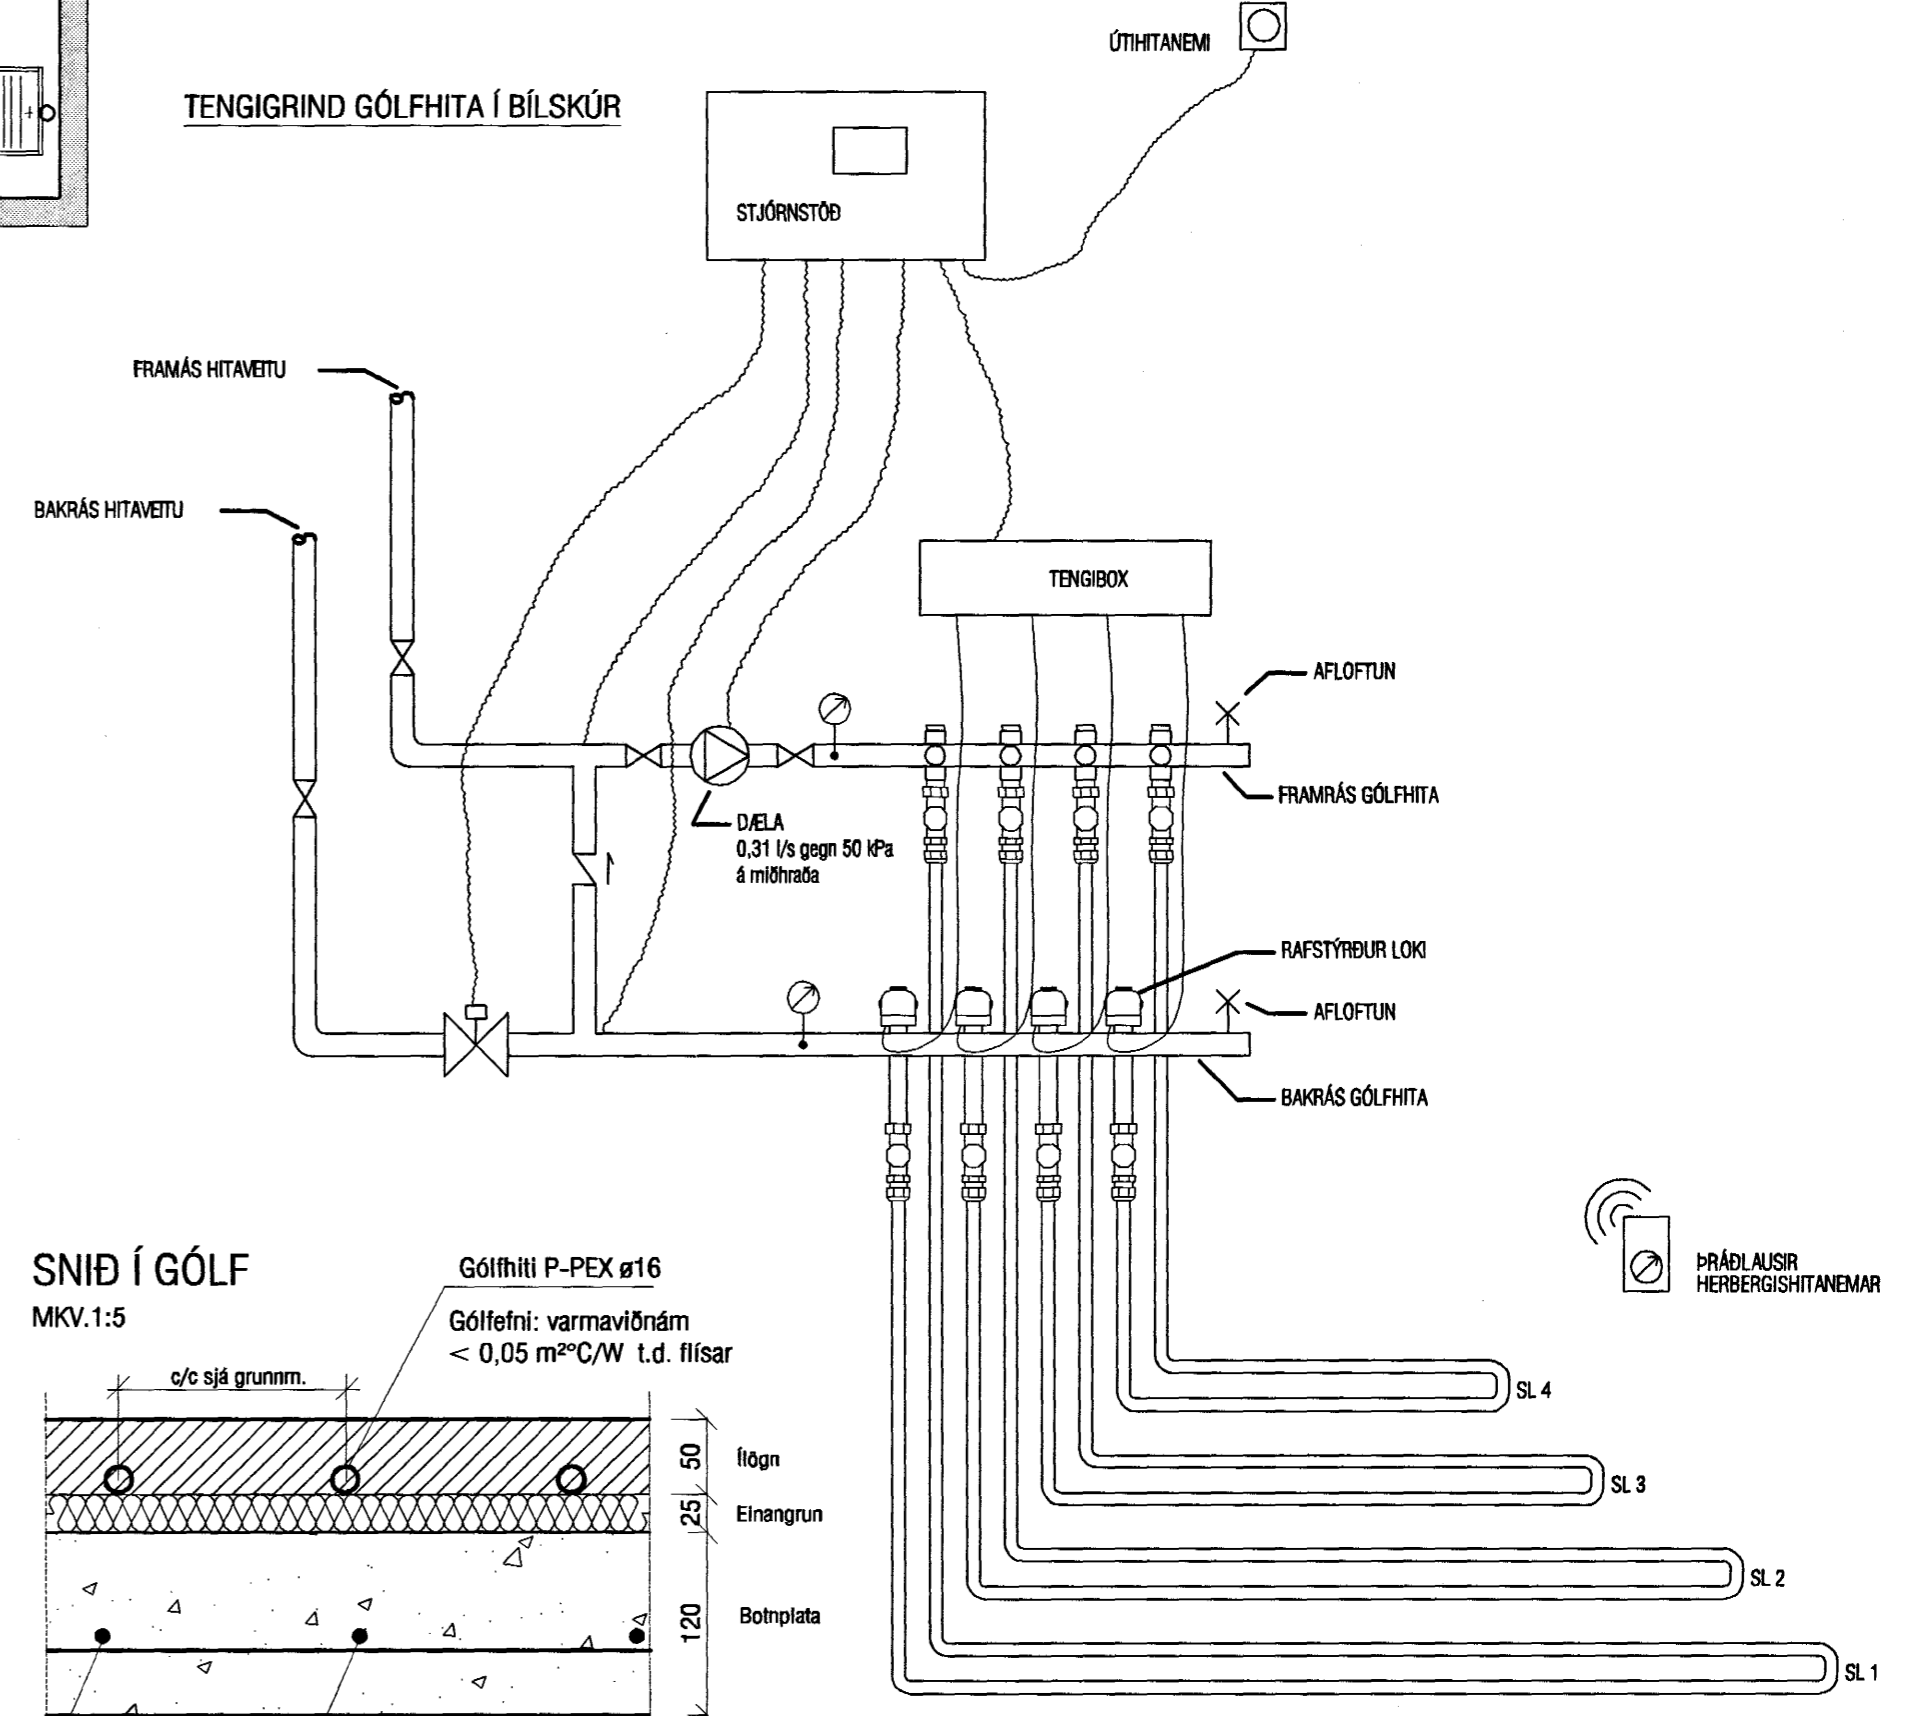 ÚTIHITANEMI
TENGIGRIND GÓLFHITA Í BÍLSKÚR
STJÓRNSTÖÐ
FRAMÁS HITAVEITU
BAKRÁS HITAVEITU
TENGIBOX
AFLOFTUN
FRAMRÁS GÓLFHITA
DÆLA
0,31 l/s gegn 50 kPa
á miðhraða
RAFSTÝRÐUR LOKI
AFLOFTUN
BAKRÁS GÓLFHITA
ÞRÁÐLAUSIR
HERBERGISHITANEMAR
SNIÐ Í GÓLF
MKV.1:5
Gólfhiti P-PEX ø16
Gólfefni: varmaviðnám
< 0,05 m²°C/W t.d. flísar
c/c sjá grunnm.
50
Ílögn
25
Einangrun
120
Botnplata
SL 4
SL 3
SL 2
SL 1